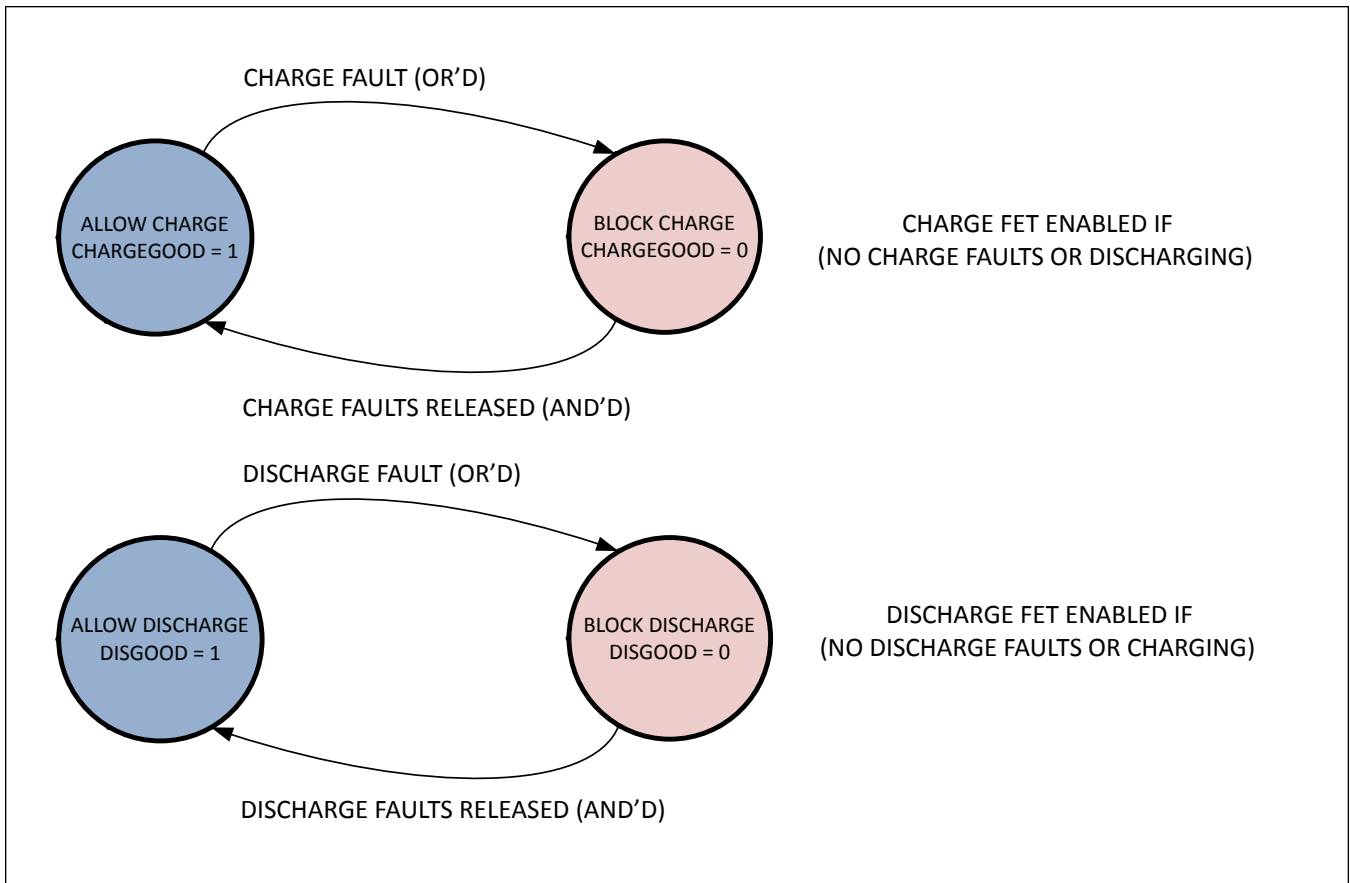 CHARGE FAULT (OR’D)
ALLOW CHARGE
CHARGEGOOD = 1
BLOCK CHARGE
CHARGEGOOD = 0
CHARGE FET ENABLED IF
(NO CHARGE FAULTS OR DISCHARGING)
CHARGE FAULTS RELEASED (AND’D)
DISCHARGE FAULT (OR’D)
ALLOW DISCHARGE
DISGOOD = 1
BLOCK DISCHARGE
DISGOOD = 0
DISCHARGE FET ENABLED IF
(NO DISCHARGE FAULTS OR CHARGING)
DISCHARGE FAULTS RELEASED (AND’D)